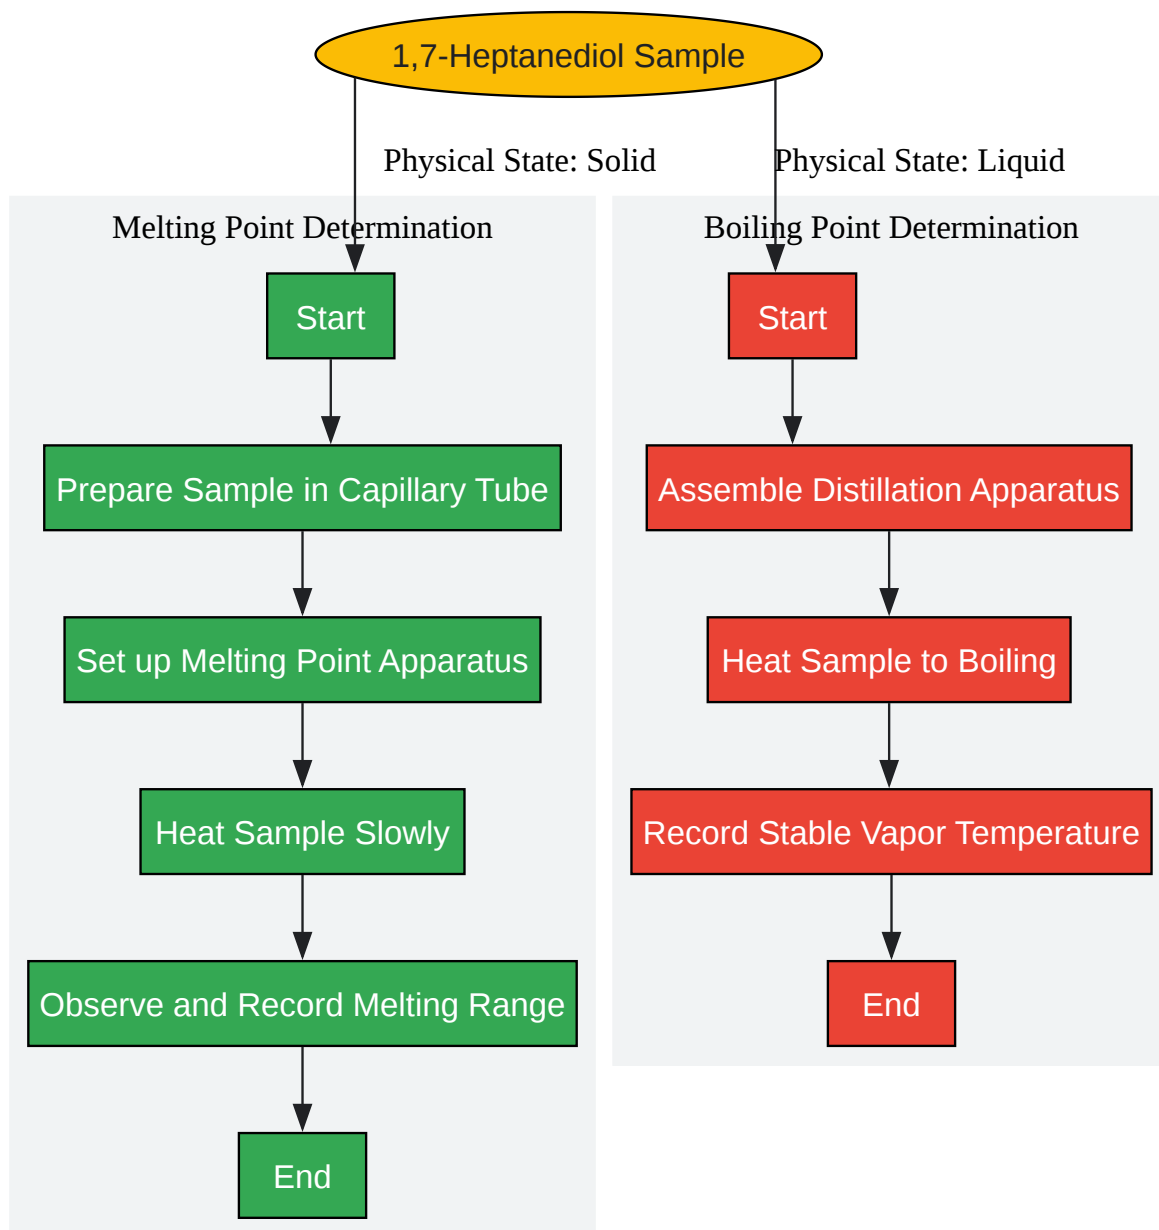 1,7-Heptanediol Sample
Physical State: Solid
Physical State: Liquid
Melting Point Determination
Start
Prepare Sample in Capillary Tube
Set up Melting Point Apparatus
Heat Sample Slowly
Observe and Record Melting Range
End
Boiling Point Determination
Start
Assemble Distillation Apparatus
Heat Sample to Boiling
Record Stable Vapor Temperature
End